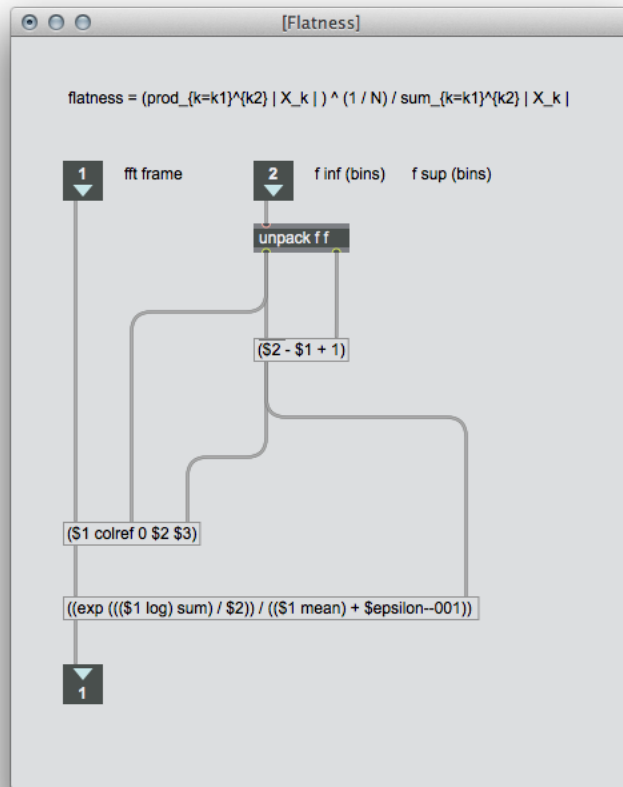 [Flatness]
flatness = (prod_{k=k1}^{k2} | X_k | ) ^ (1 / N) / sum_{k=k1}^{k2} | X_k |
1 fft frame 2 f inf (bins) f sup (bins)
unpack f f
($2 - $1 + 1)
($1 colref 0 $2 $3)
((exp ((($1 log) sum) / $2)) / (($1 mean) + $epsilon--001))
1